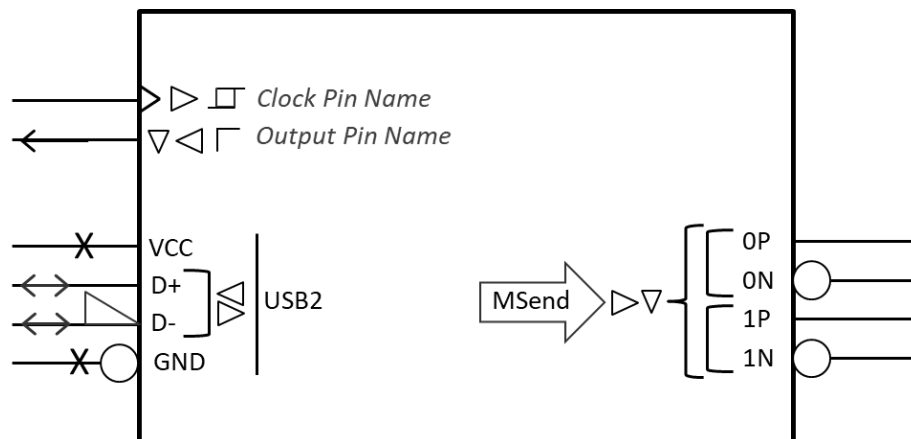 Clock Pin Name
Output Pin Name
VCC
D+
D-
GND
USB2
MSend
0P
0N
1P
1N